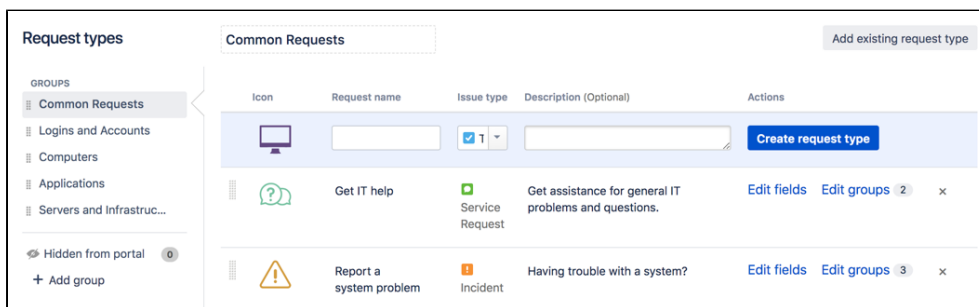 Request types
Common Requests
Add existing request type
GROUPS
Common Requests
Logins and Accounts
Computers
Applications
Servers and Infrastruc...
Hidden from portal 0
+ Add group
Icon Request name Issue type Description (Optional) Actions
T Create request type
Get IT help
Service
Request
Get assistance for general IT
problems and questions.
Edit fields Edit groups 2 ×
Report a
system problem
Incident
Having trouble with a system?
Edit fields Edit groups 3 ×